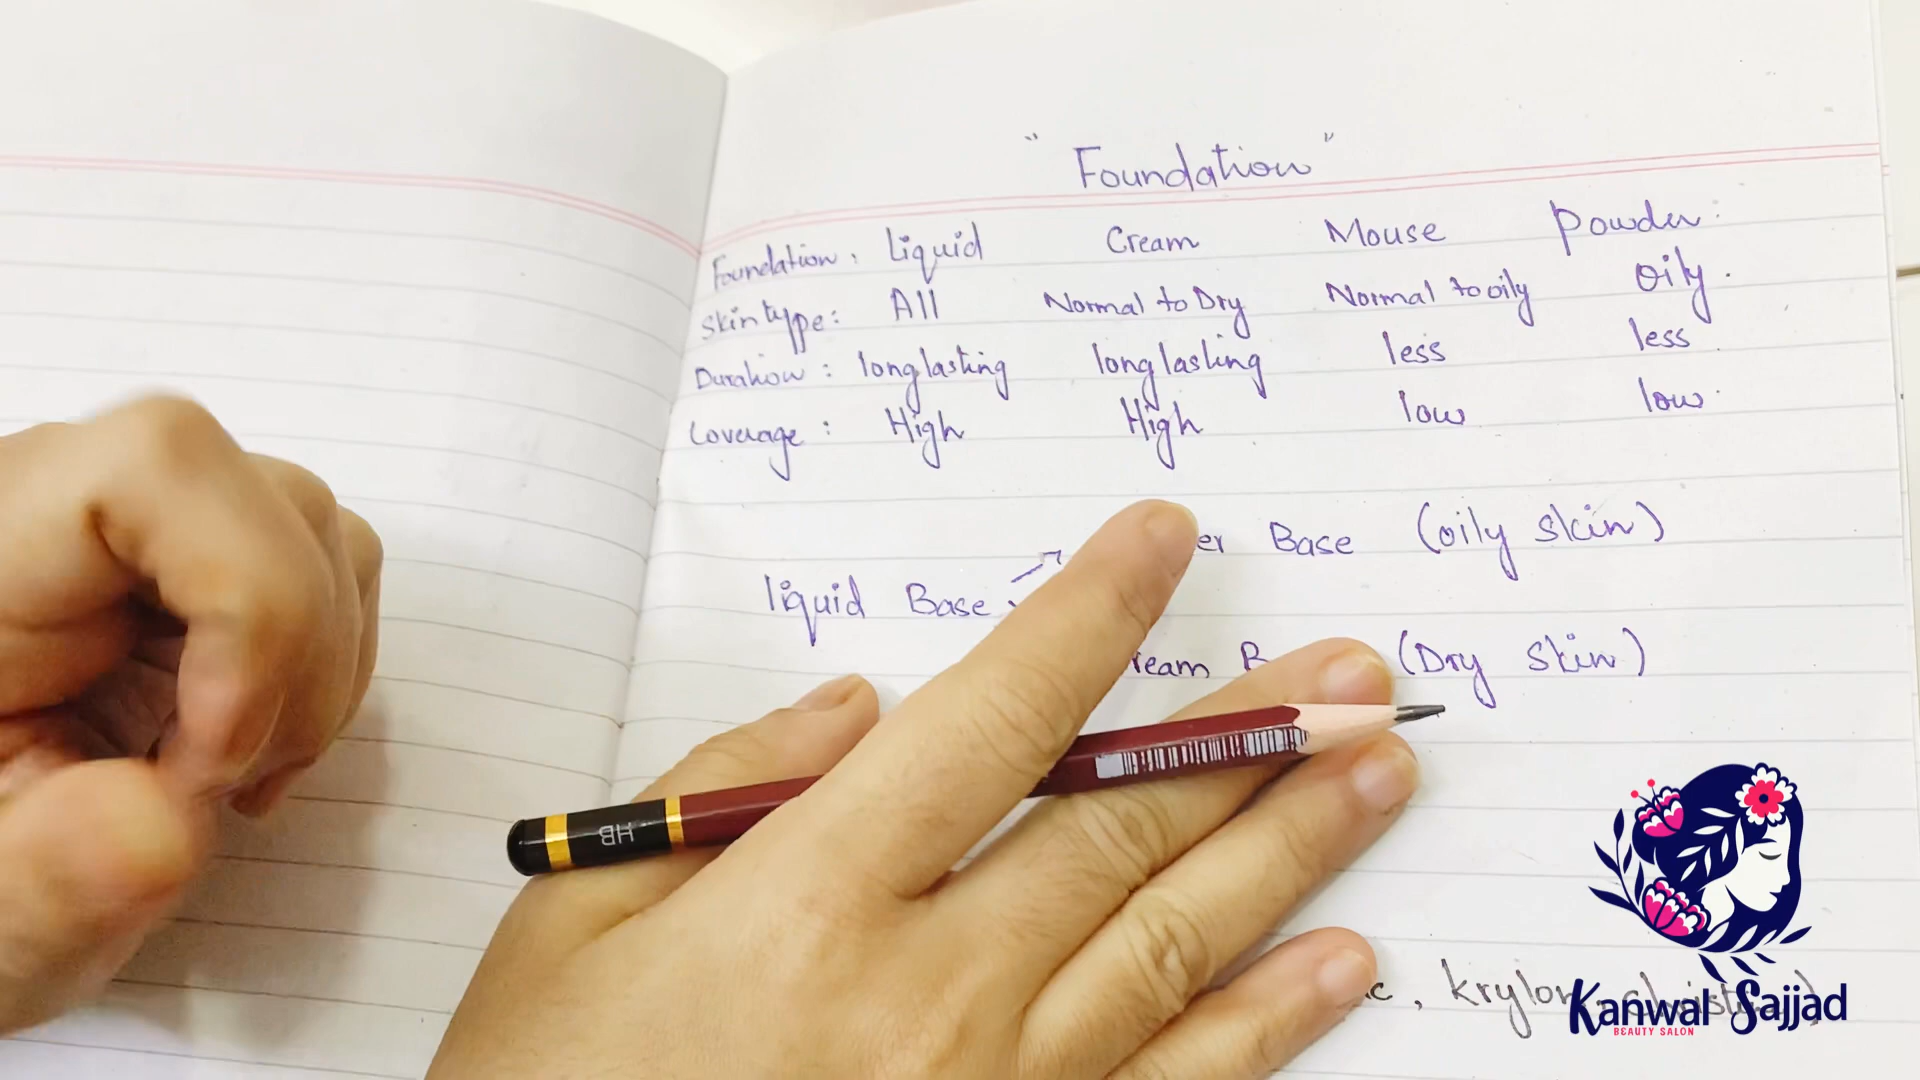 " Foundation "
Foundation : Liquid Cream Mouse Powder
Skin type : All Normal to Dry Normal to oily oily
Duration : long lasting long lasting less less
Coverage : High High low low
er Base (oily skin)
liquid Base
ream B (Dry skin)
HB
c , krylon
Kanwal Sajjad
BEAUTY SALON